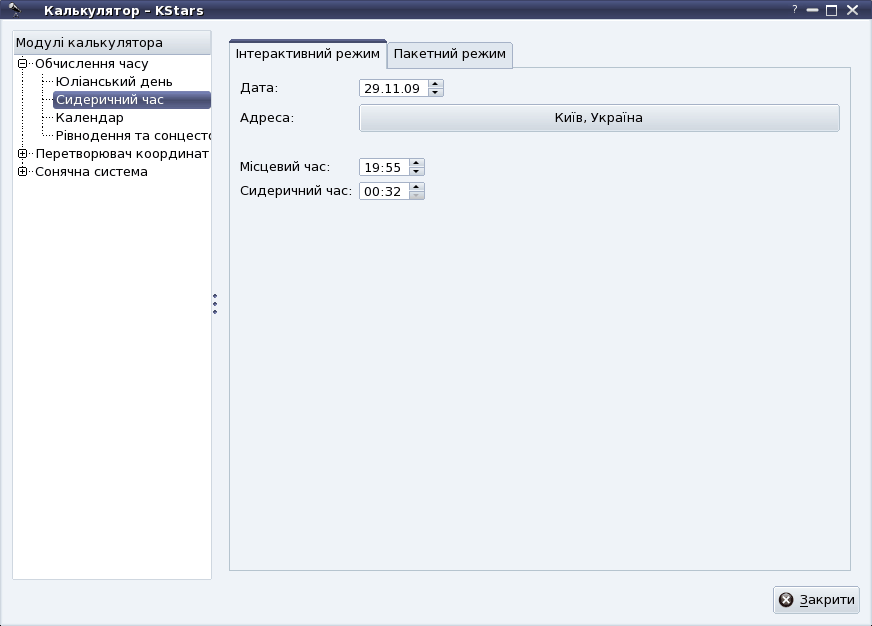 Калькулятор – KStars
?
Модулі калькулятора
Обчислення часу
Юліанський день
Сидеричний час
Календар
Рівнодення та сонцесто
Перетворювач координат
Сонячна система
Інтерактивний режим
Пакетний режим
Дата: 29.11.09
Адреса: Київ, Україна
Місцевий час: 19:55
Сидеричний час: 00:32
Закрити